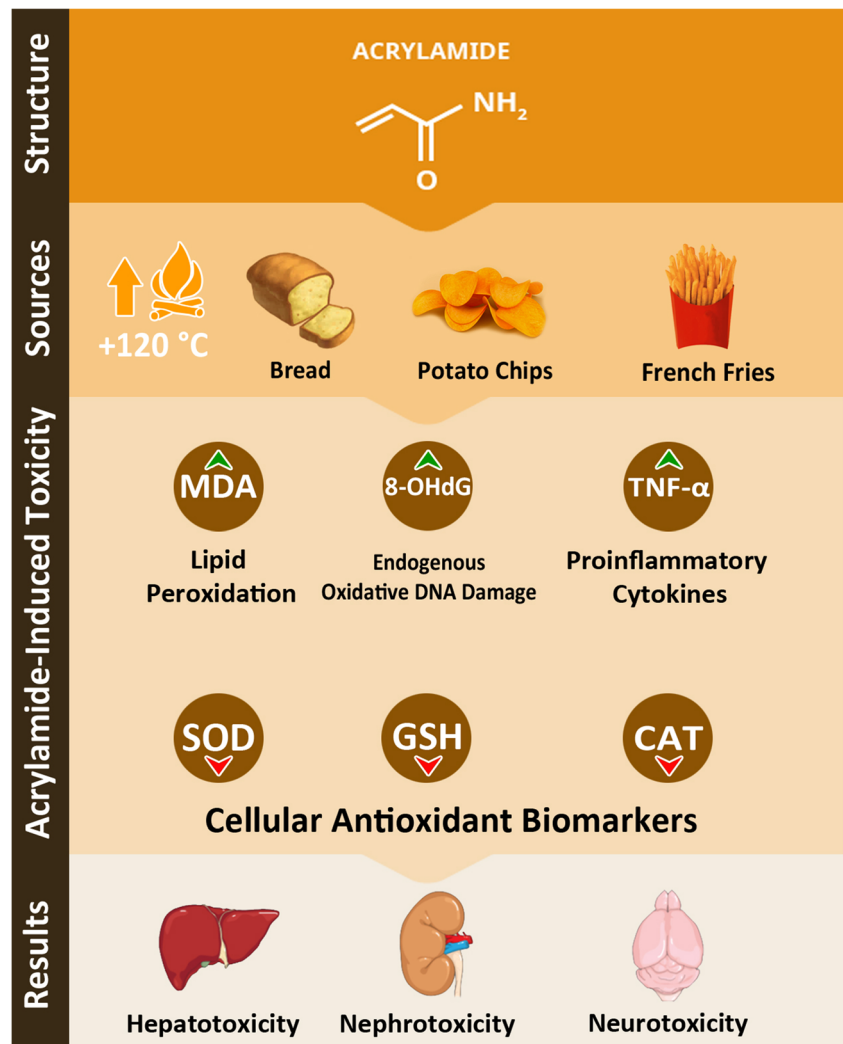 Structure
ACRYLAMIDE
NH₂
O
Sources
+120 °C
Bread
Potato Chips
French Fries
Acrylamide-Induced Toxicity
MDA
8-OHdG
TNF-α
Lipid
Peroxidation
Endogenous
Oxidative DNA Damage
Proinflammatory
Cytokines
SOD
GSH
CAT
Cellular Antioxidant Biomarkers
Results
Hepatotoxicity
Nephrotoxicity
Neurotoxicity